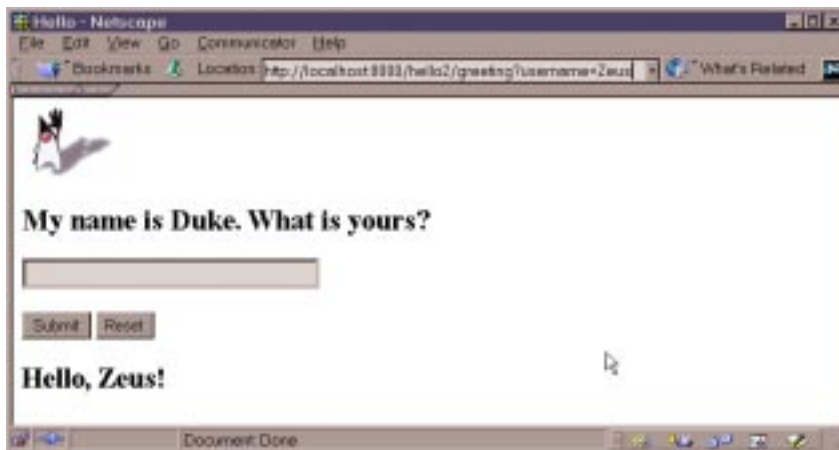 Hello - Netscape
File Edit View Go Communicator Help
Bookmarks Location: http://localhost:8000/hello2/greeting?username=Zeus What's Related
My name is Duke. What is yours?
Submit Reset
Hello, Zeus!
Document: Done